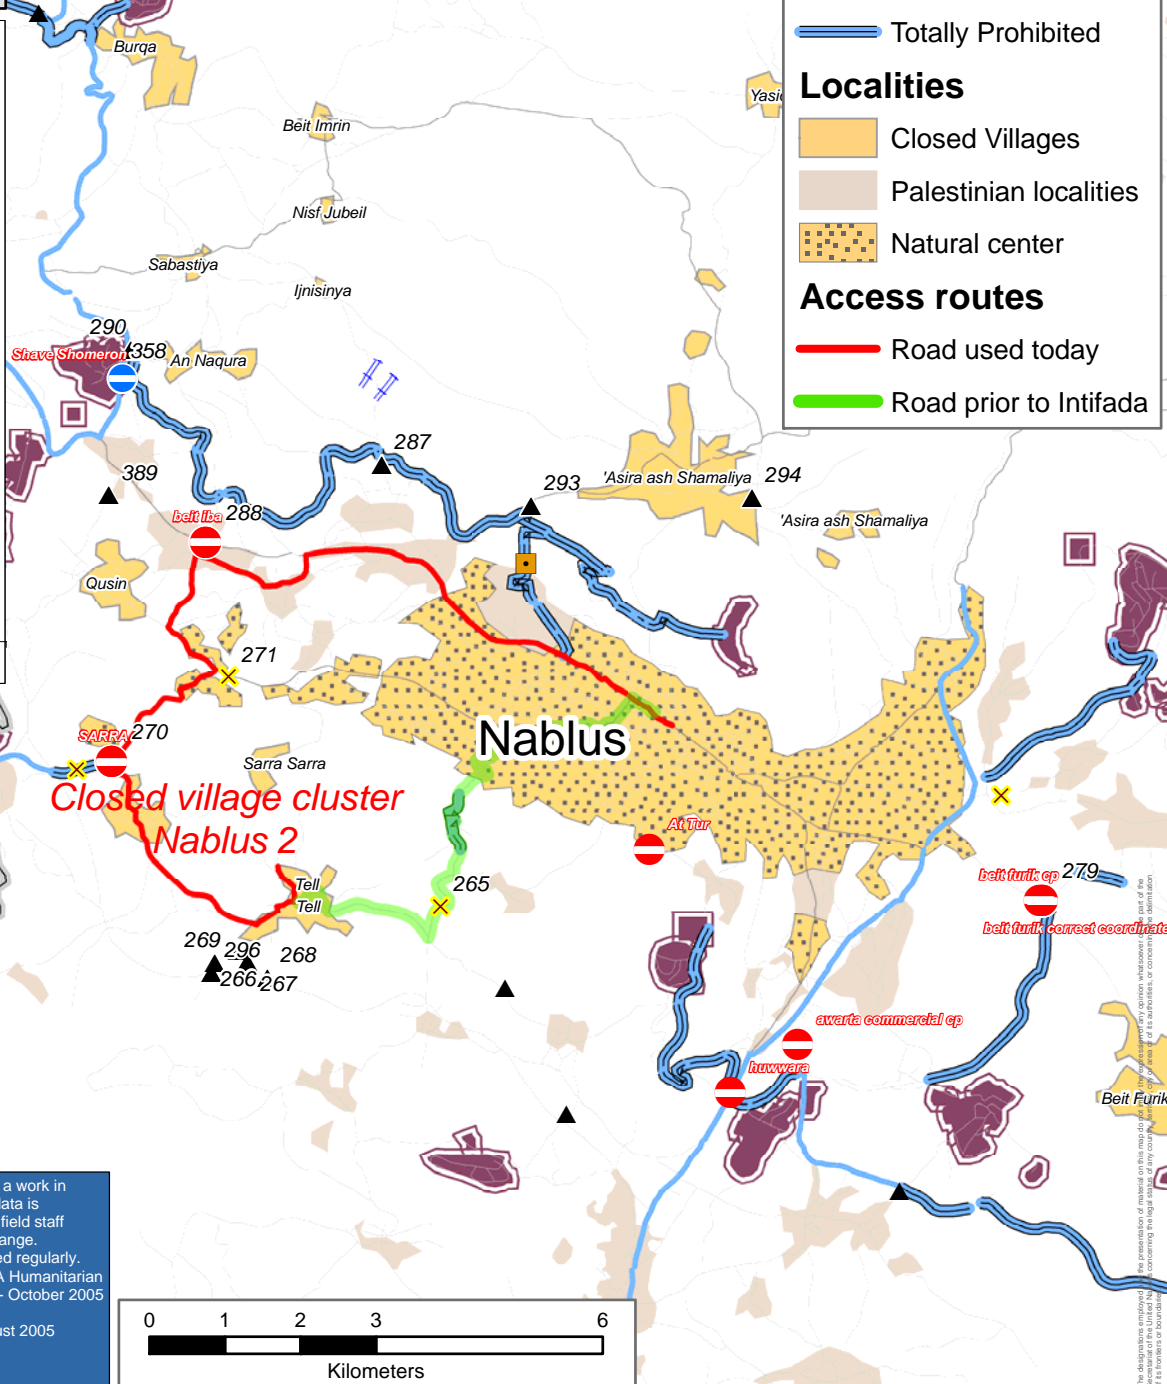 Totally Prohibited
Localities
Closed Villages
Palestinian localities
Natural center
Access routes
Road used today
Road prior to Intifada
Burqa
Beit Imrin
Nisf Jubeil
Sabastiya
Ijnisinya
290
Shave Shomeron
358
An Naqura
287
389
293
'Asira ash Shamaliya
294
beit iba
288
'Asira ash Shamaliya
Qusin
271
SARRA
270
Nablus
Sarra Sarra
Closed village cluster
Nablus 2
At Tur
Tell
Tell
265
beit furik cp
279
beit furik correct coordinate
269
296
268
266
267
awarta commercial cp
huwwara
Beit Furik
a work in
data is
field staff
ange.
ed regularly.
A Humanitarian
- October 2005
ust 2005
0 1 2 3 6
Kilometers